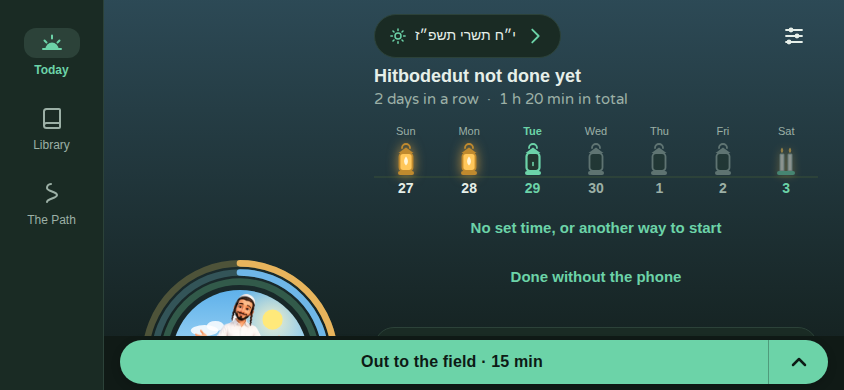 Today
Library
The Path
י״ח תשרי תשפ״ז
Hitbodedut not done yet
2 days in a row · 1 h 20 min in total
Sun Mon Tue Wed Thu Fri Sat
27 28 29 30 1 2 3
No set time, or another way to start
Done without the phone
Out to the field · 15 min